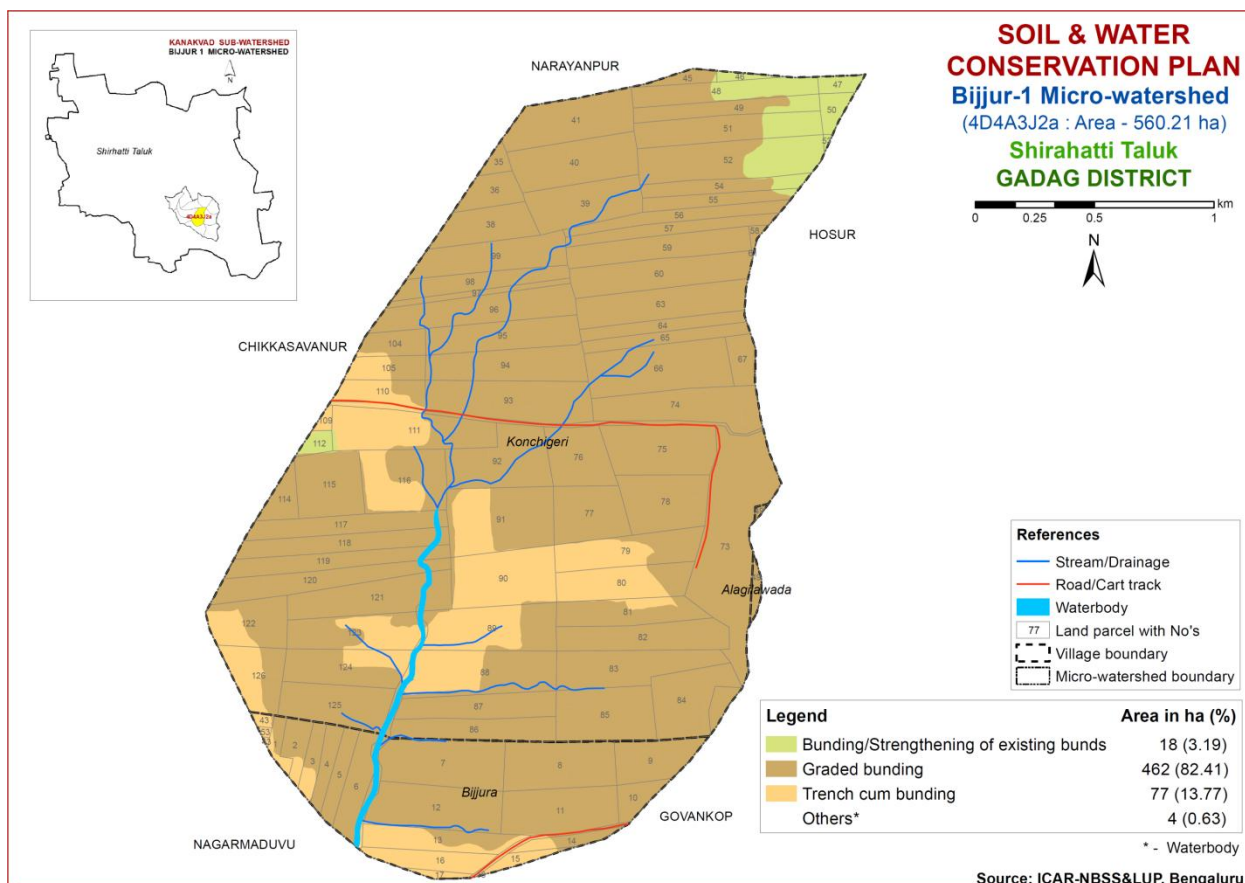 KANAKVAD SUB-WATERSHED
BIJJUR 1 MICRO-WATERSHED
N
Shirhatti Taluk
4D4A3J2a
SOIL & WATER
CONSERVATION PLAN
Bijjur-1 Micro-watershed
(4D4A3J2a : Area - 560.21 ha)
Shirahatti Taluk
GADAG DISTRICT
0 0.25 0.5 1 km
N
NARAYANPUR
HOSUR
CHIKKASAVANUR
NAGARMADUVU
GOVANKOP
Konchigeri
Alagilawada
Bijjura
45
46
47
48
49
50
41
51
35
40
52
36
54
39
55
56
38
57
58
59
99
60
98
97
63
96
64
95
65
104
66
67
105
94
110
93
74
109
111
112
75
92
76
116
115
114
77
78
91
117
118
79
73
119
90
80
120
121
81
122
89
123
82
124
88
83
126
84
125
87
85
86
43
53
1
2
3
4
5
6
7
8
9
10
11
12
13
14
15
16
17
References
Stream/Drainage
Road/Cart track
Waterbody
77 Land parcel with No's
Village boundary
Micro-watershed boundary
Legend Area in ha (%)
Bunding/Strengthening of existing bunds 18 (3.19)
Graded bunding 462 (82.41)
Trench cum bunding 77 (13.77)
Others* 4 (0.63)
* - Waterbody
Source: ICAR-NBSS&LUP, Bengaluru